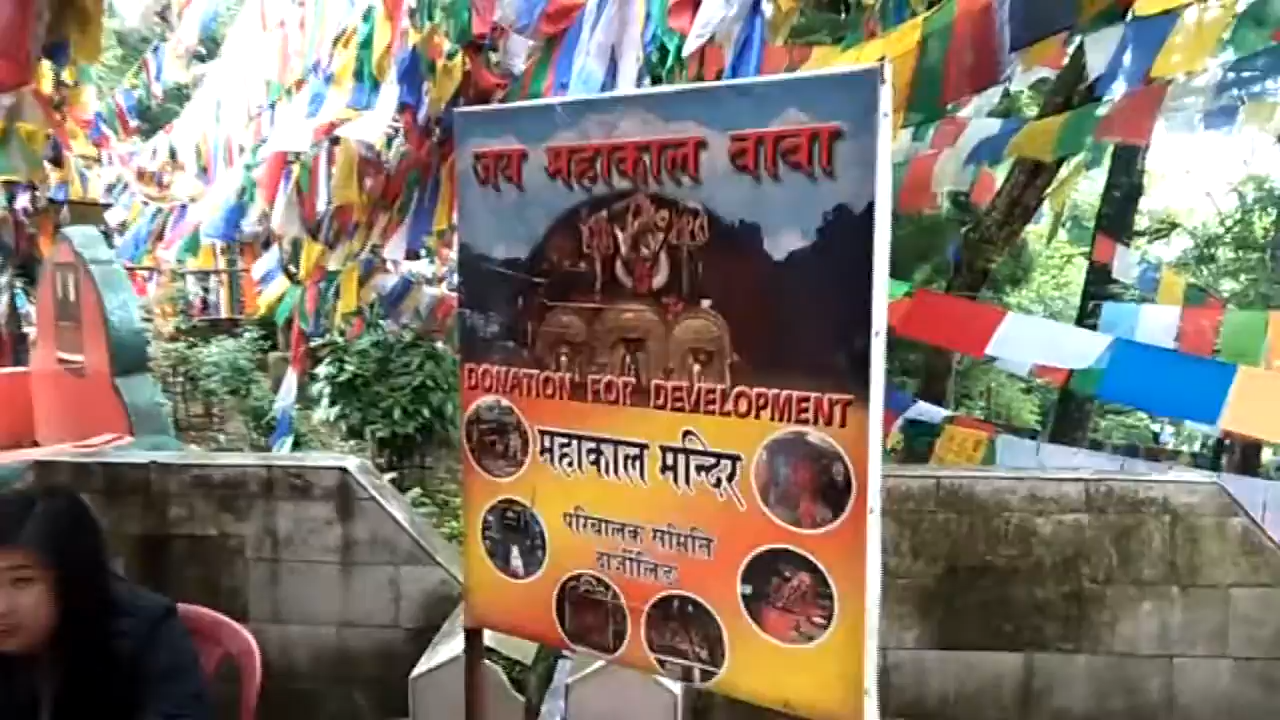 जय महाकाल बाबा
DONATION FOR DEVELOPMENT
महाकाल मन्दिर
परिचालक समिति
दार्जीलिङ